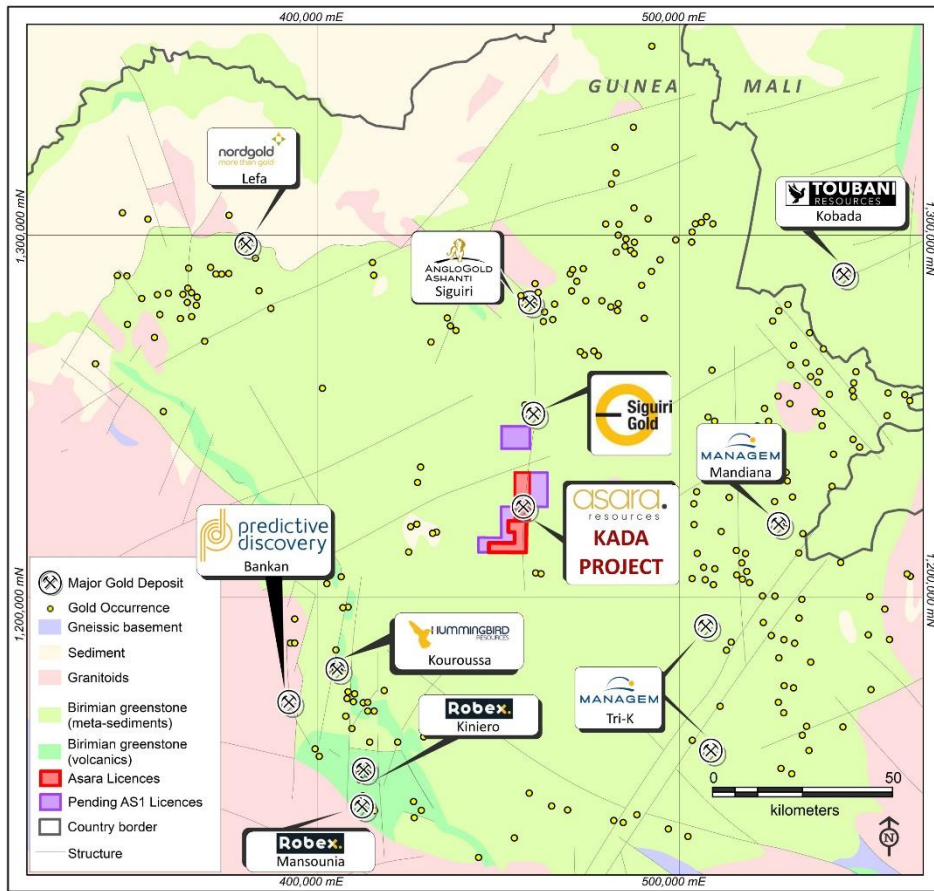 400,000 mE
500,000 mE
GUINEA
MALI
nordgold
more than gold
Lefa
TOUBANI
RESOURCES
Kobada
1,300,000 mN
1,300,000 mN
ANGLOGOLD
ASHANTI
Siguiri
Siguiri
Gold
MANAGEM
Mandiana
asara.
resources
KADA
PROJECT
predictive
discovery
Bankan
1,200,000 mN
1,200,000 mN
HUMMINGBIRD
RESOURCES
Kouroussa
Robex.
Kiniero
MANAGEM
Tri-K
Robex.
Mansounia
Major Gold Deposit
Gold Occurrence
Gneissic basement
Sediment
Granitoids
Birimian greenstone
(meta-sediments)
Birimian greenstone
(volcanics)
Asara Licences
Pending AS1 Licences
Country border
Structure
0 50
kilometers
N
400,000 mE
500,000 mE